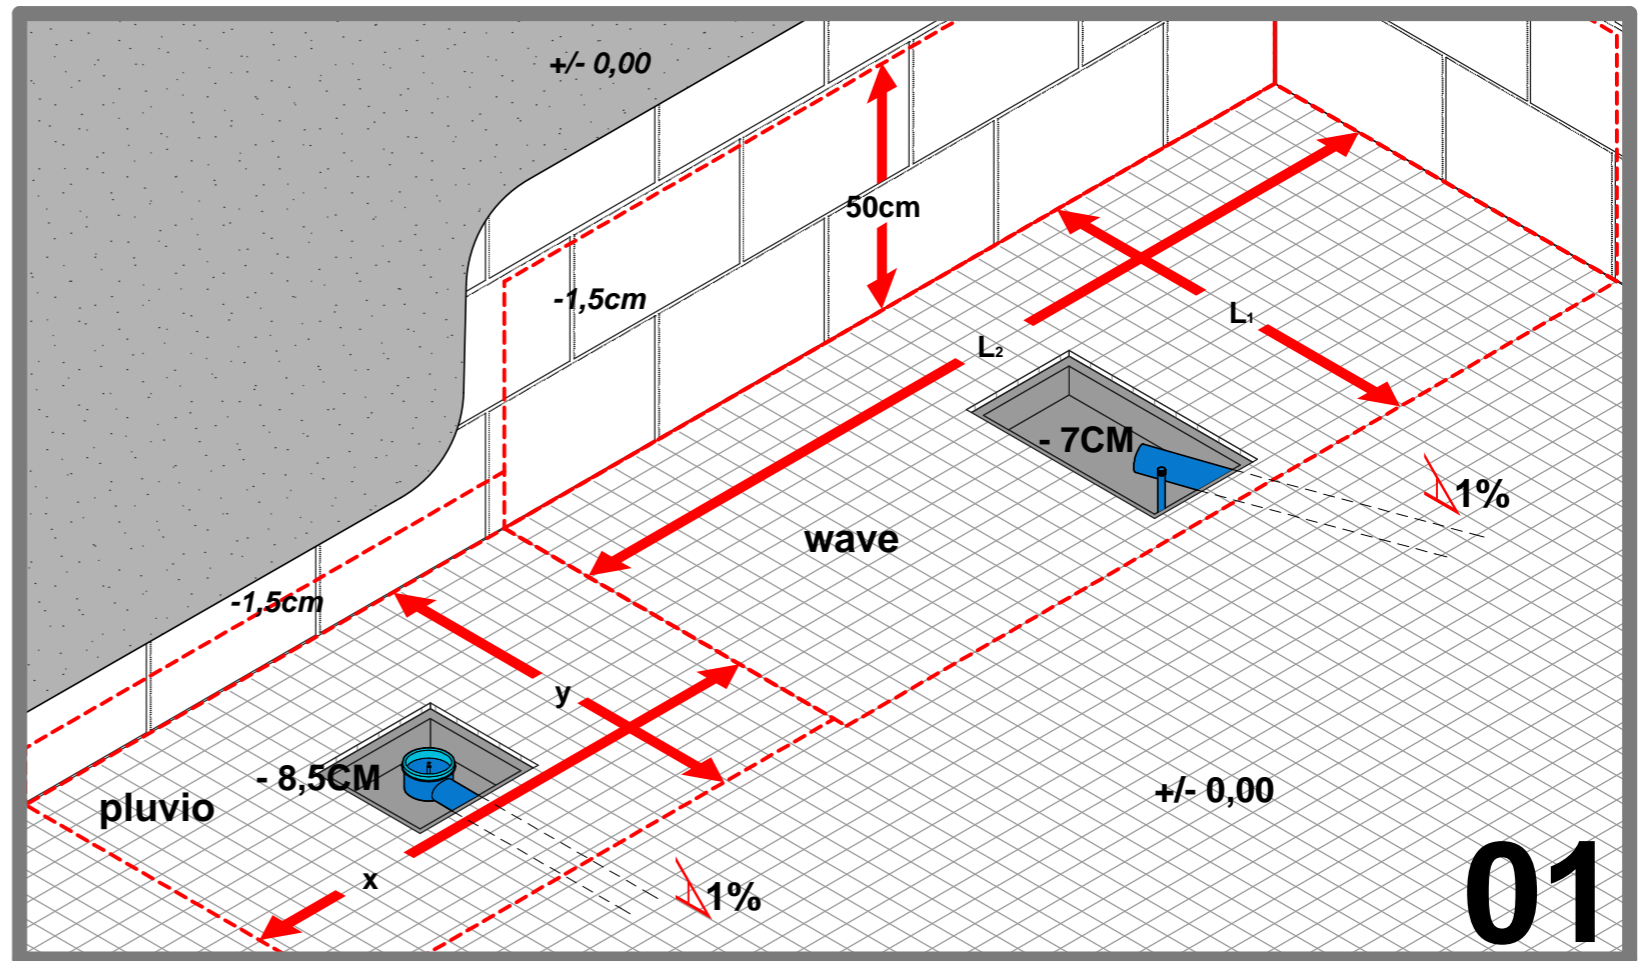 +/- 0,00
50cm
-1,5cm
L1
L2
- 7CM
1%
wave
-1,5cm
y
- 8,5CM
pluvio
+/- 0,00
x
1%
01